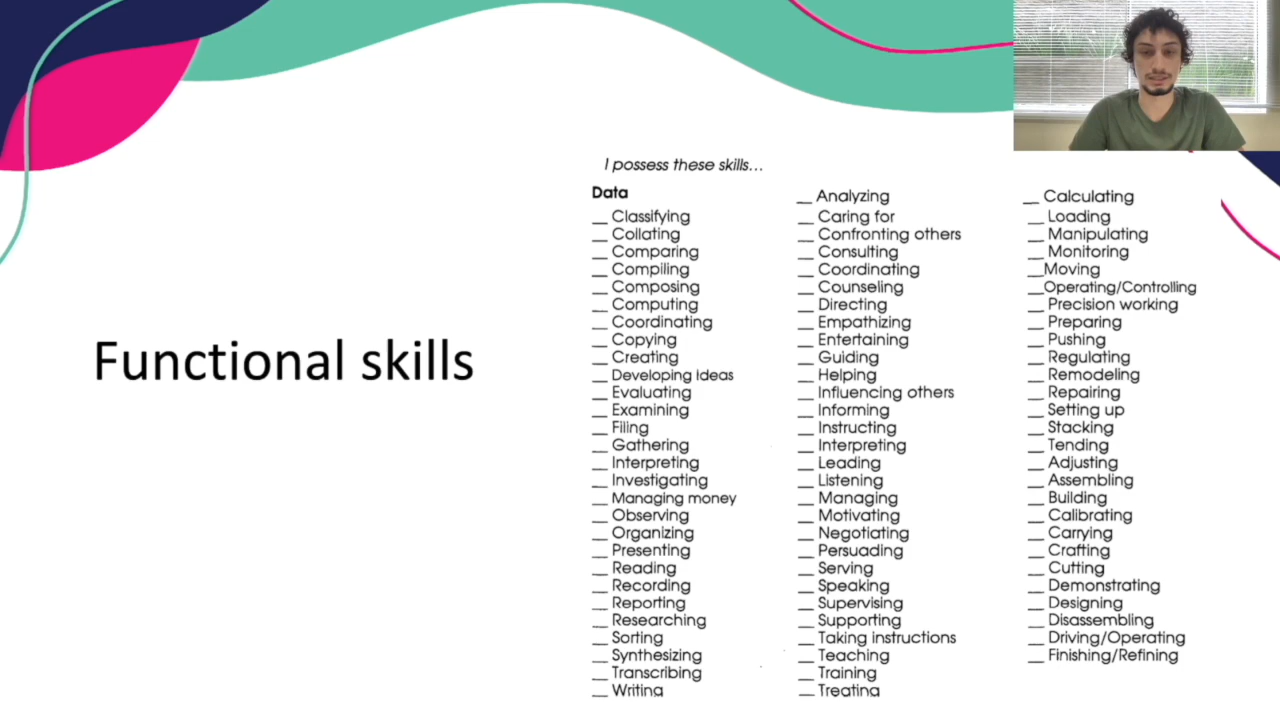 Functional skills
I possess these skills...
Data
__ Classifying
__ Collating
__ Comparing
__ Compiling
__ Composing
__ Computing
__ Coordinating
__ Copying
__ Creating
__ Developing ideas
__ Evaluating
__ Examining
__ Filing
__ Gathering
__ Interpreting
__ Investigating
__ Managing money
__ Observing
__ Organizing
__ Presenting
__ Reading
__ Recording
__ Reporting
__ Researching
__ Sorting
__ Synthesizing
__ Transcribing
__ Writing
__ Analyzing
__ Caring for
__ Confronting others
__ Consulting
__ Coordinating
__ Counseling
__ Directing
__ Empathizing
__ Entertaining
__ Guiding
__ Helping
__ Influencing others
__ Informing
__ Instructing
__ Interpreting
__ Leading
__ Listening
__ Managing
__ Motivating
__ Negotiating
__ Persuading
__ Serving
__ Speaking
__ Supervising
__ Supporting
__ Taking instructions
__ Teaching
__ Training
__ Treating
__ Calculating
__ Loading
__ Manipulating
__ Monitoring
__Moving
__Operating/Controlling
__ Precision working
__ Preparing
__ Pushing
__ Regulating
__ Remodeling
__ Repairing
__ Setting up
__ Stacking
__ Tending
__ Adjusting
__ Assembling
__ Building
__ Calibrating
__ Carrying
__ Crafting
__ Cutting
__ Demonstrating
__ Designing
__ Disassembling
__ Driving/Operating
__ Finishing/Refining